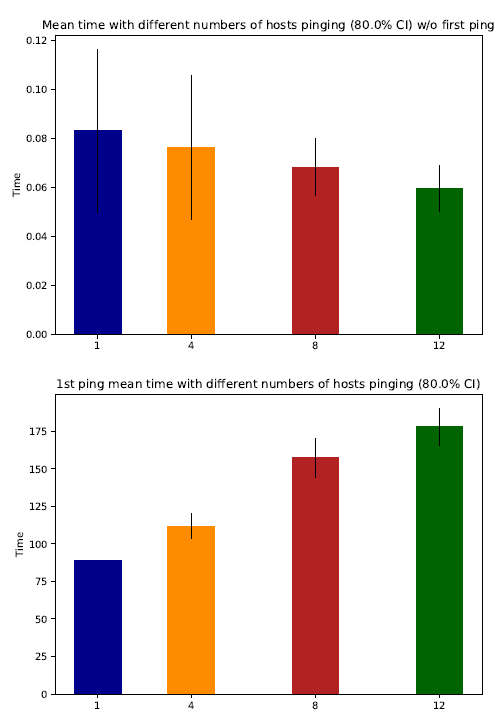 Mean time with different numbers of hosts pinging (80.0% CI) w/o first ping
0.12
0.10
0.08
0.06
0.04
0.02
0.00
Time
1 4 8 12
1st ping mean time with different numbers of hosts pinging (80.0% CI)
175
150
125
100
75
50
25
0
Time
1 4 8 12